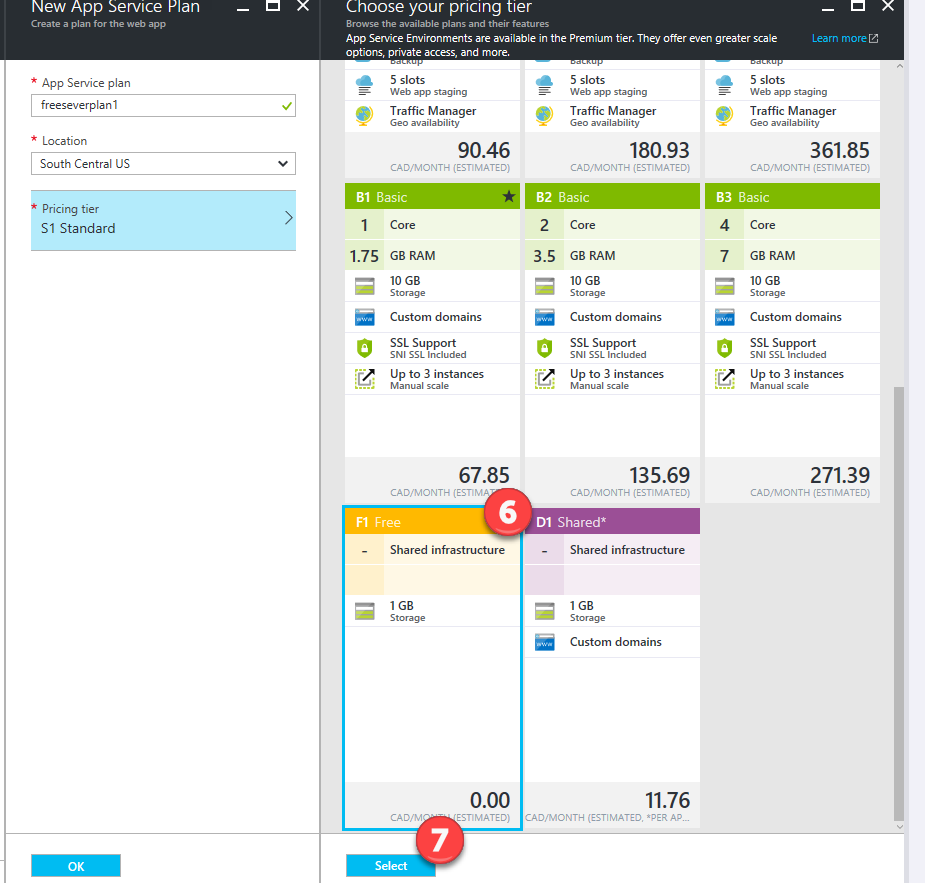 New App Service Plan
Create a plan for the web app
* App Service plan
freeseverplan1
* Location
South Central US
* Pricing tier
S1 Standard
OK
Choose your pricing tier
Browse the available plans and their features
App Service Environments are available in the Premium tier. They offer even greater scale
options, private access, and more.
Learn more
Backup
5 slots
Web app staging
Traffic Manager
Geo availability
90.46
CAD/MONTH (ESTIMATED)
Backup
5 slots
Web app staging
Traffic Manager
Geo availability
180.93
CAD/MONTH (ESTIMATED)
Backup
5 slots
Web app staging
Traffic Manager
Geo availability
361.85
CAD/MONTH (ESTIMATED)
B1 Basic
1 Core
1.75 GB RAM
10 GB
Storage
www
Custom domains
SSL Support
SNI SSL Included
Up to 3 instances
Manual scale
67.85
CAD/MONTH (ESTIMATED)
B2 Basic
2 Core
3.5 GB RAM
10 GB
Storage
www
Custom domains
SSL Support
SNI SSL Included
Up to 3 instances
Manual scale
135.69
CAD/MONTH (ESTIMATED)
B3 Basic
4 Core
7 GB RAM
10 GB
Storage
www
Custom domains
SSL Support
SNI SSL Included
Up to 3 instances
Manual scale
271.39
CAD/MONTH (ESTIMATED)
6
F1 Free
- Shared infrastructure
1 GB
Storage
0.00
CAD/MONTH (ESTIMATED)
D1 Shared*
- Shared infrastructure
1 GB
Storage
www
Custom domains
11.76
CAD/MONTH (ESTIMATED, *PER AP...
7
Select